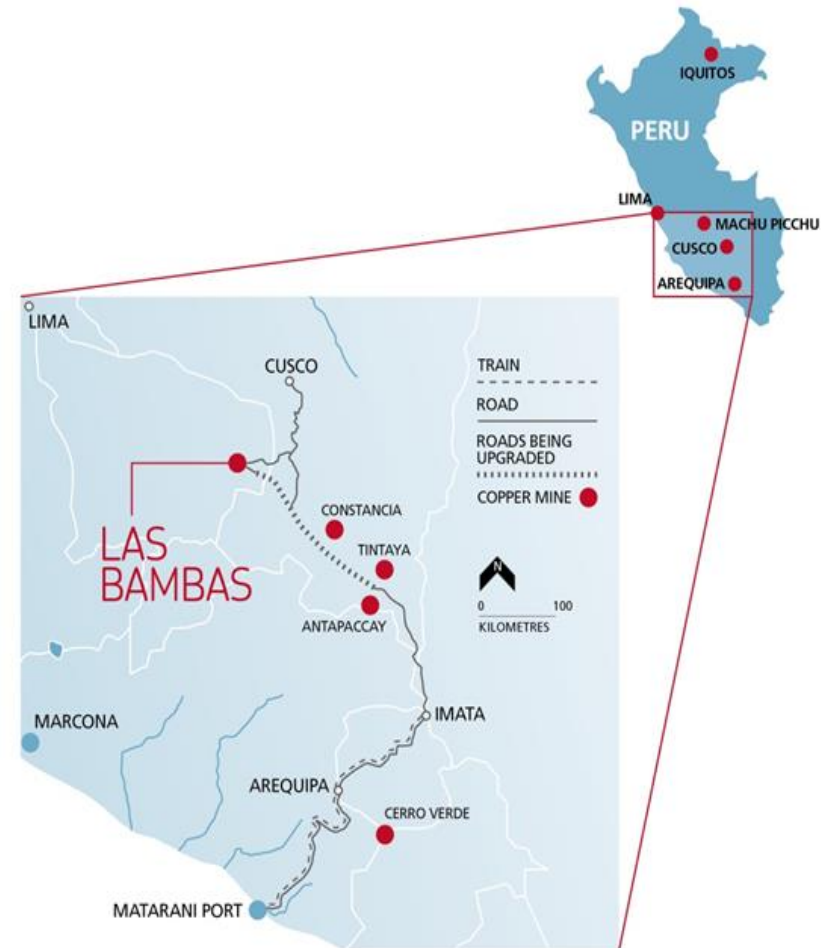 IQUITOS
PERU
LIMA
MACHU PICCHU
CUSCO
AREQUIPA
LIMA
CUSCO
TRAIN
ROAD
ROADS BEING
UPGRADED
COPPER MINE
LAS
BAMBAS
CONSTANCIA
TINTAYA
ANTAPACCAY
N
0 100
KILOMETRES
MARCONA
IMATA
AREQUIPA
CERRO VERDE
MATARANI PORT